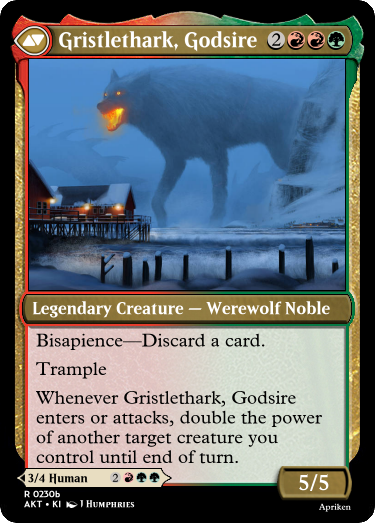 Gristlethark, Godsire 2
Legendary Creature — Werewolf Noble
Bisapience—Discard a card.
Trample
Whenever Gristlethark, Godsire
enters or attacks, double the power
of another target creature you
control until end of turn.
3/4 Human 2
5/5
R 0230b
AKT • KI J HUMPHRIES
Apriken